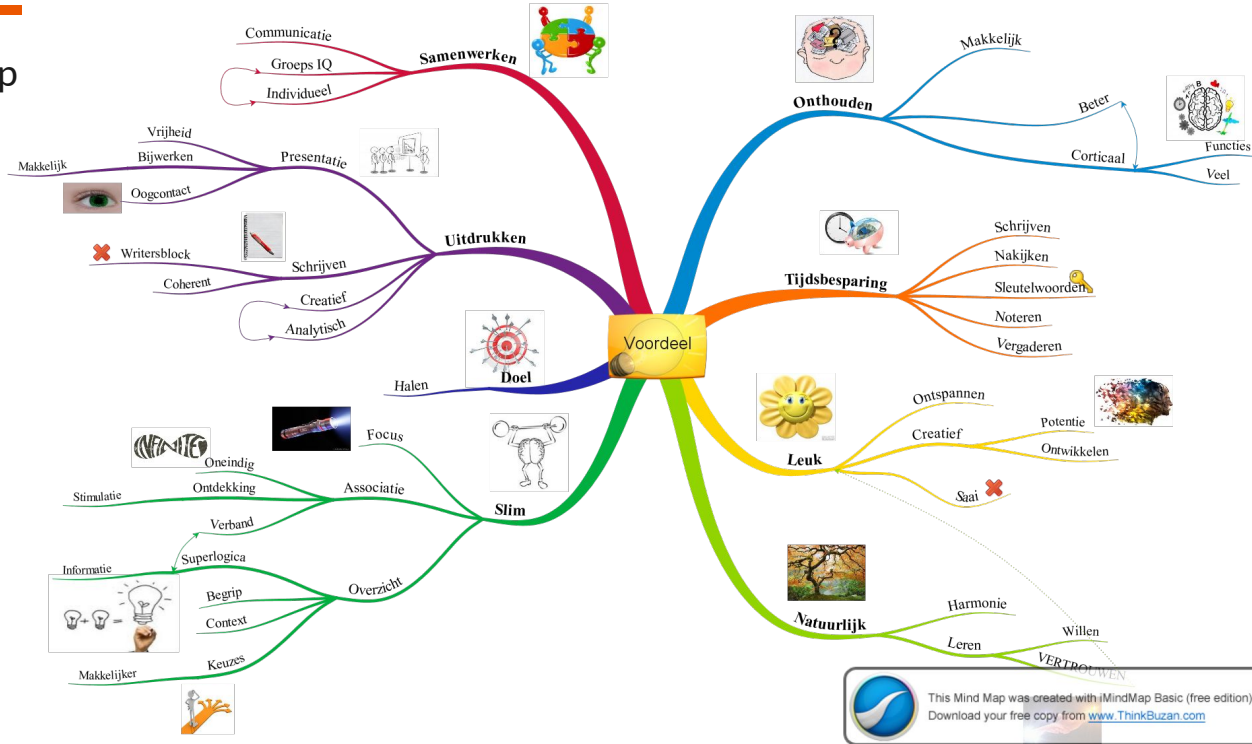 p
Voordeel
Samenwerken
Communicatie
Groeps IQ
Individueel
Uitdrukken
Presentatie
Vrijheid
Bijwerken
Makkelijk
Oogcontact
Schrijven
Writersblock
Coherent
Creatief
Analytisch
Doel
Halen
Slim
Focus
Associatie
Oneindig
Ontdekking
Stimulatie
Verband
Overzicht
Superlogica
Informatie
Begrip
Context
Keuzes
Makkelijker
INFINITE
Onthouden
Makkelijk
Beter
Corticaal
Functies
Veel
Tijdsbesparing
Schrijven
Nakijken
Sleutelwoorden
Noteren
Vergaderen
Leuk
Ontspannen
Creatief
Potentie
Ontwikkelen
Saai
Natuurlijk
Harmonie
Leren
Willen
VERTROUWEN
This Mind Map was created with iMindMap Basic (free edition)
Download your free copy from www.ThinkBuzan.com